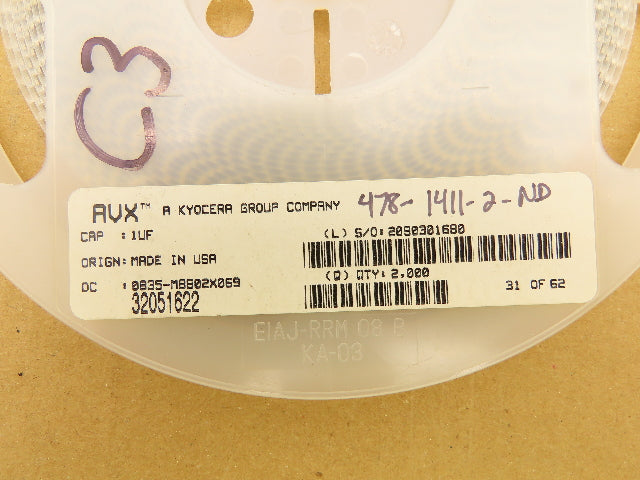 C3
AVX™ A KYOCERA GROUP COMPANY 478-1411-2-ND
CAP : 1UF (L) S/O: 20S0301680
ORIGN: MADE IN USA
(Q) QTY: 2,000
DC : 0835-M8802X069 31 OF 62
32051622
EIAJ-RRM 08 B
KA-03